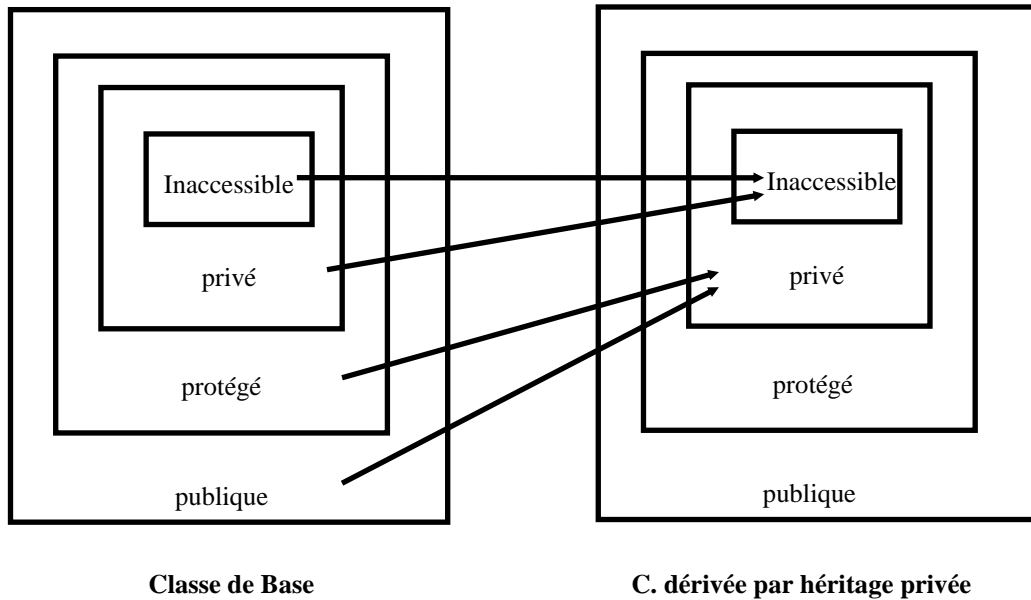 Inaccessible
privé
protégé
publique
Classe de Base
Inaccessible
privé
protégé
publique
C. dérivée par héritage privée